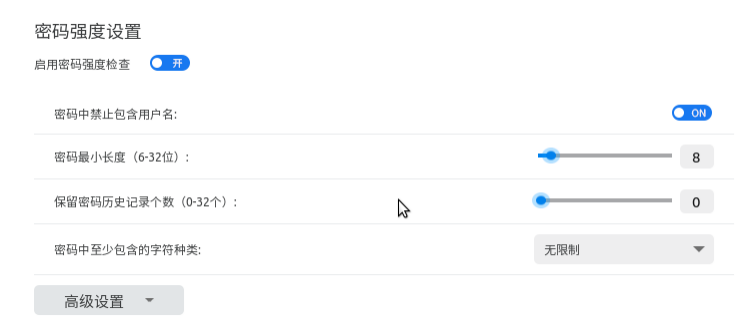 密码强度设置
启用密码强度检查 开
密码中禁止包含用户名: ON
密码最小长度（6-32位）: 8
保留密码历史记录个数（0-32个）: 0
密码中至少包含的字符种类: 无限制
高级设置